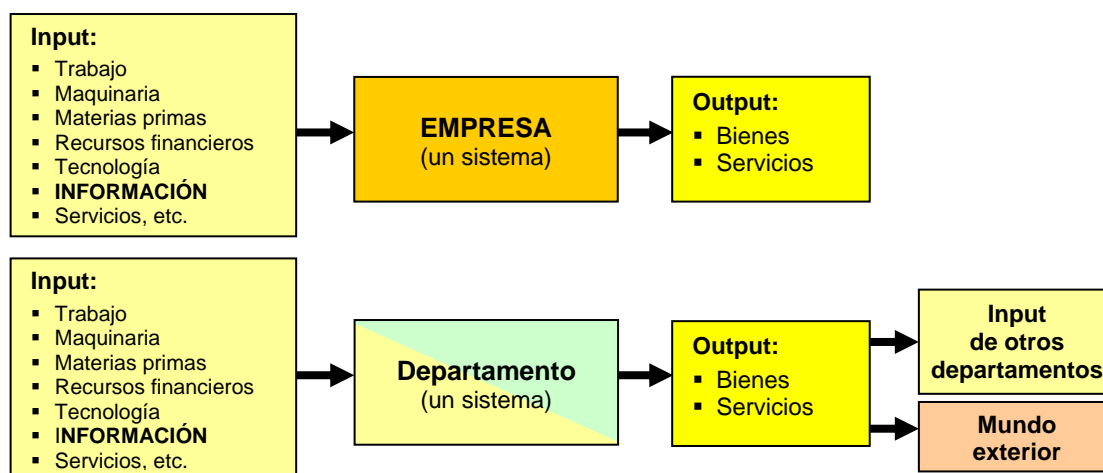 Input:
▪ Trabajo
▪ Maquinaria
▪ Materias primas
▪ Recursos financieros
▪ Tecnología
▪ INFORMACIÓN
▪ Servicios, etc.
EMPRESA
(un sistema)
Output:
▪ Bienes
▪ Servicios
Input:
▪ Trabajo
▪ Maquinaria
▪ Materias primas
▪ Recursos financieros
▪ Tecnología
▪ INFORMACIÓN
▪ Servicios, etc.
Departamento
(un sistema)
Output:
▪ Bienes
▪ Servicios
Input
de otros
departamentos
Mundo
exterior